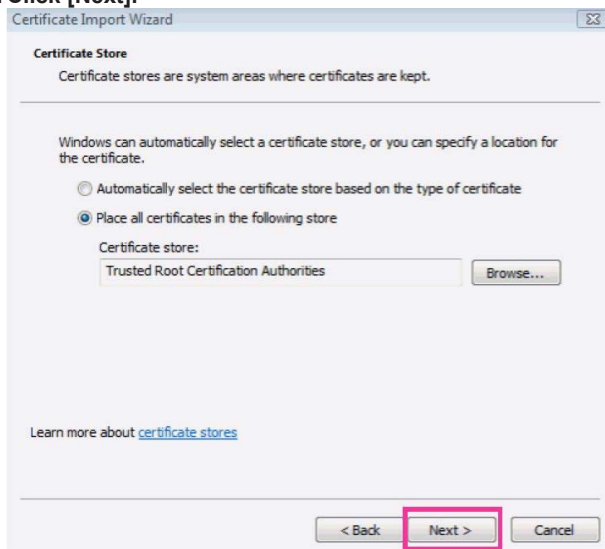 Click [Next].
Certificate Import Wizard
Certificate Store
Certificate stores are system areas where certificates are kept.
Windows can automatically select a certificate store, or you can specify a location for
the certificate.
Automatically select the certificate store based on the type of certificate
Place all certificates in the following store
Certificate store:
Trusted Root Certification Authorities
Browse...
Learn more about certificate stores
< Back
Next >
Cancel